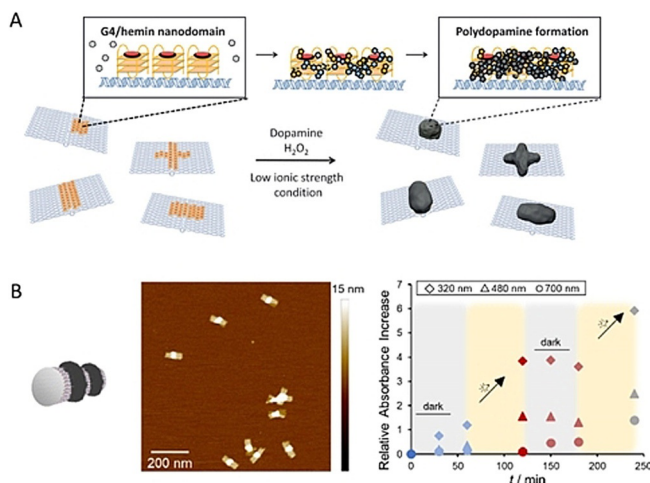 A
G4/hemin nanodomain
Polydopamine formation
Dopamine
H₂O₂
Low ionic strength
condition
B
15 nm
200 nm
Relative Absorbance Increase
7
6
5
4
3
2
1
0
320 nm 480 nm 700 nm
dark
dark
0 50 100 150 200 250
t / min